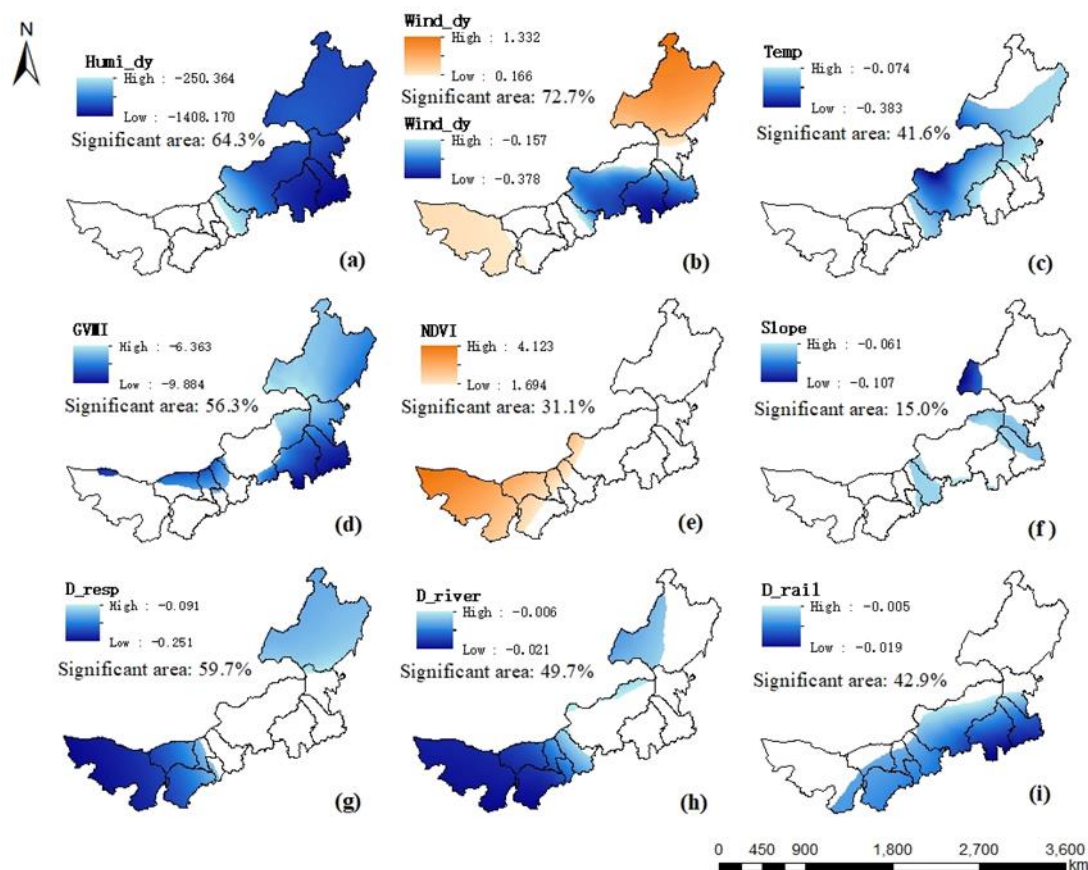 N
Humi_dy
High : -250.364
Low : -1408.170
Significant area: 64.3%
(a)
Wind_dy
High : 1.332
Low : 0.166
Significant area: 72.7%
Wind_dy
High : -0.157
Low : -0.378
(b)
Temp
High : -0.074
Low : -0.383
Significant area: 41.6%
(c)
GVMI
High : -6.363
Low : -9.884
Significant area: 56.3%
(d)
NDVI
High : 4.123
Low : 1.694
Significant area: 31.1%
(e)
Slope
High : -0.061
Low : -0.107
Significant area: 15.0%
(f)
D_resp
High : -0.091
Low : -0.251
Significant area: 59.7%
(g)
D_river
High : -0.006
Low : -0.021
Significant area: 49.7%
(h)
D_rail
High : -0.005
Low : -0.019
Significant area: 42.9%
(i)
0 450 900 1,800 2,700 3,600
km